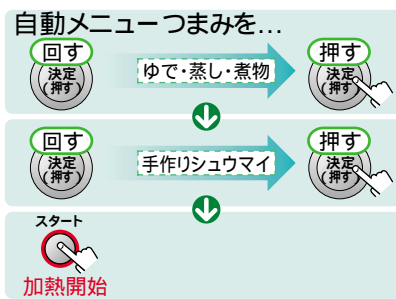 自動メニューつまみを…
回す
決定
(押す)
ゆで・蒸し・煮物
押す
決定
(押す)
回す
決定
(押す)
手作りシュウマイ
押す
決定
(押す)
スタート
加熱開始